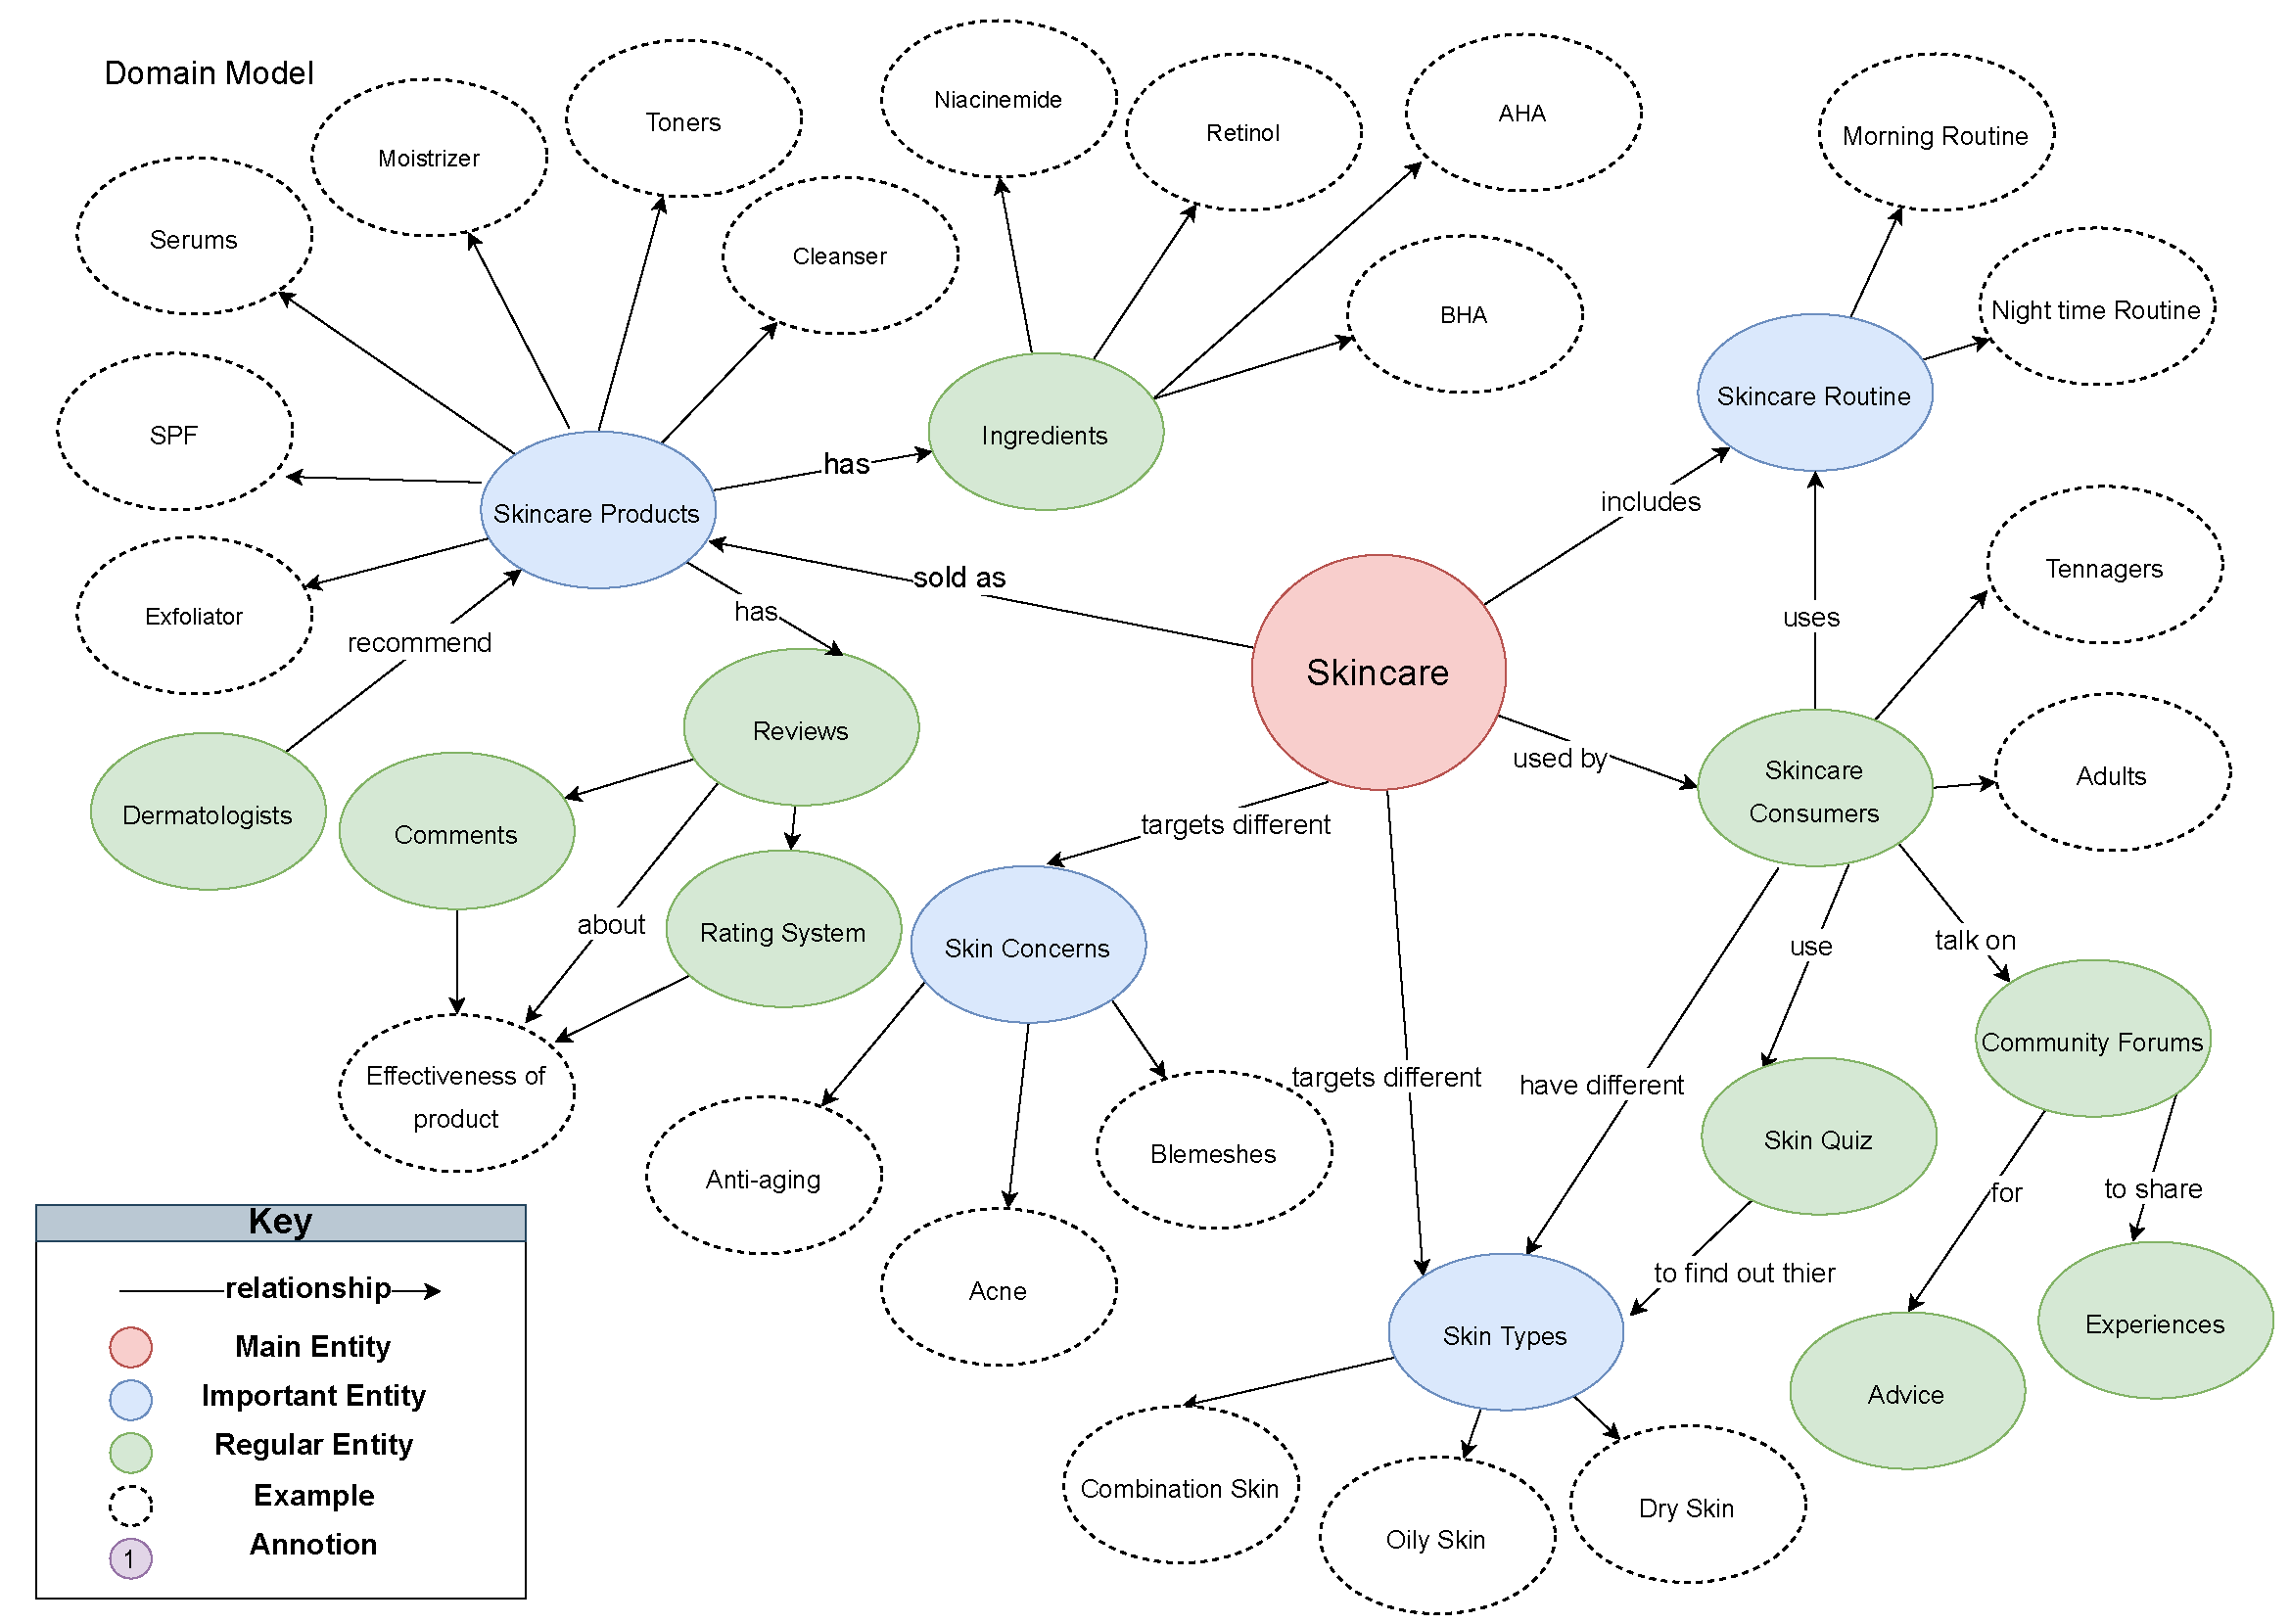 Domain Model
Serums
Moistrizer
Toners
Cleanser
Niacinemide
Retinol
AHA
BHA
Morning Routine
Night time Routine
SPF
Exfoliator
Skincare Products
has
Ingredients
Skincare Routine
includes
sold as
has
recommend
uses
Tennagers
Skincare
Reviews
Dermatologists
Comments
used by
Skincare
Consumers
Adults
targets different
about
Rating System
Skin Concerns
use
talk on
Effectiveness of
product
Anti-aging
Acne
Blemeshes
targets different
have different
Skin Quiz
Community Forums
for
to share
to find out thier
Skin Types
Advice
Experiences
Combination Skin
Oily Skin
Dry Skin
Key
relationship
Main Entity
Important Entity
Regular Entity
Example
1 Annotion